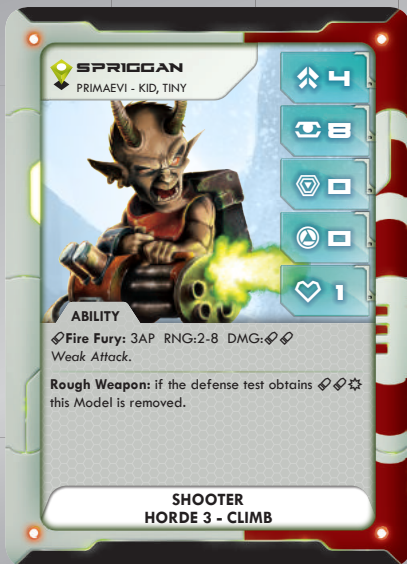 SPRIGGAN
PRIMAEVI - KID, TINY
4
8
0
0
1
ABILITY
Fire Fury: 3AP RNG:2-8 DMG:
Weak Attack.
Rough Weapon: if the defense test obtains
this Model is removed.
SHOOTER
HORDE 3 - CLIMB